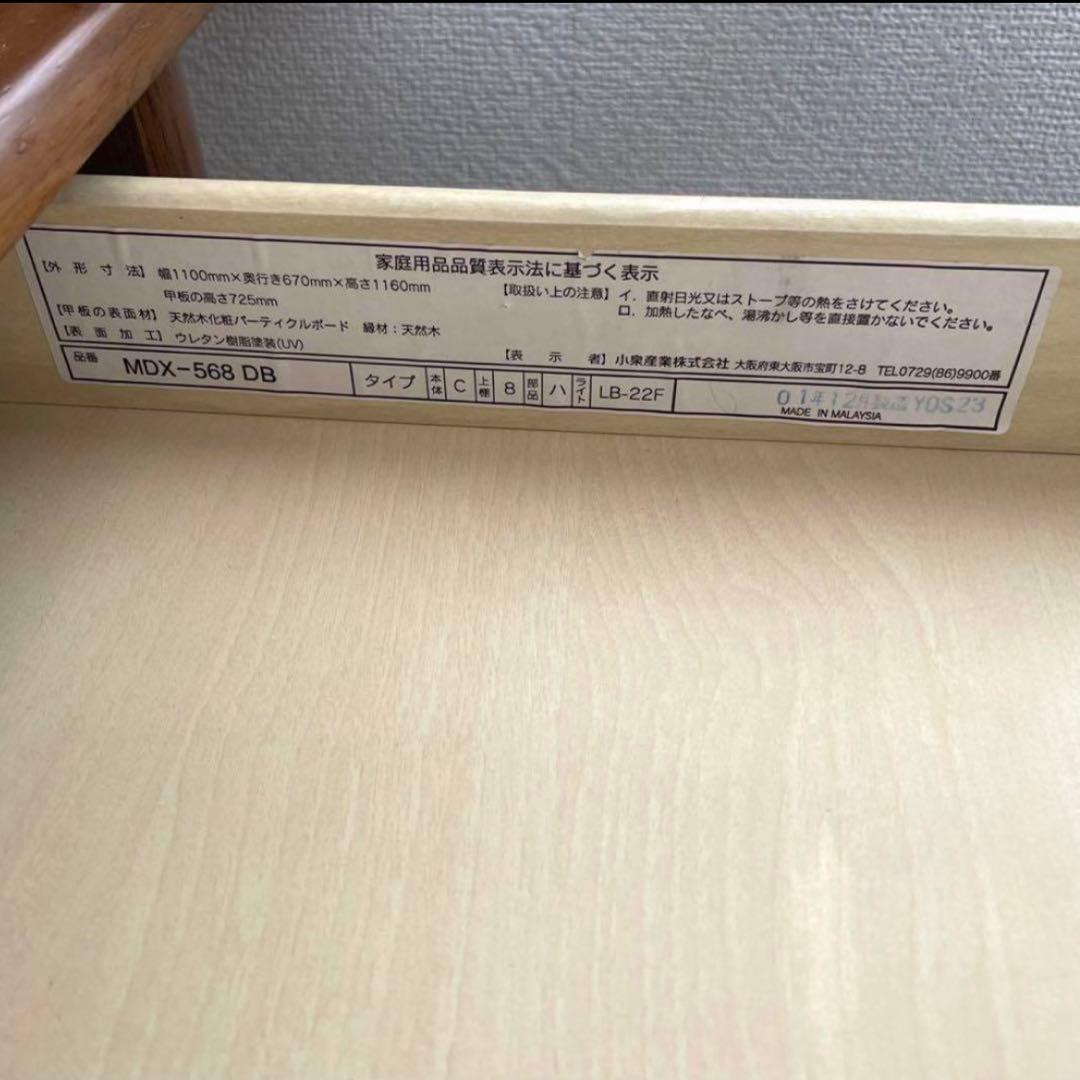 家庭用品品質表示法に基づく表示
【外形寸法】 幅1100mm×奥行き670mm×高さ1160mm
甲板の高さ725mm
【甲板の表面材】 天然木化粧パーティクルボード 縁材：天然木
【表面加工】 ウレタン樹脂塗装(UV)
【取扱い上の注意】 イ．直射日光又はストーブ等の熱をさけてください。
ロ．加熱したなべ、湯沸かし等を直接置かないでください。
【表示者】 小泉産業株式会社 大阪府東大阪市宝町12-8 TEL0729(86)9900番
品番 MDX-568 DB タイプ 本体 C 上棚 8 部品 ハ ライト LB-22F
01年12月製造 YOS23
MADE IN MALAYSIA